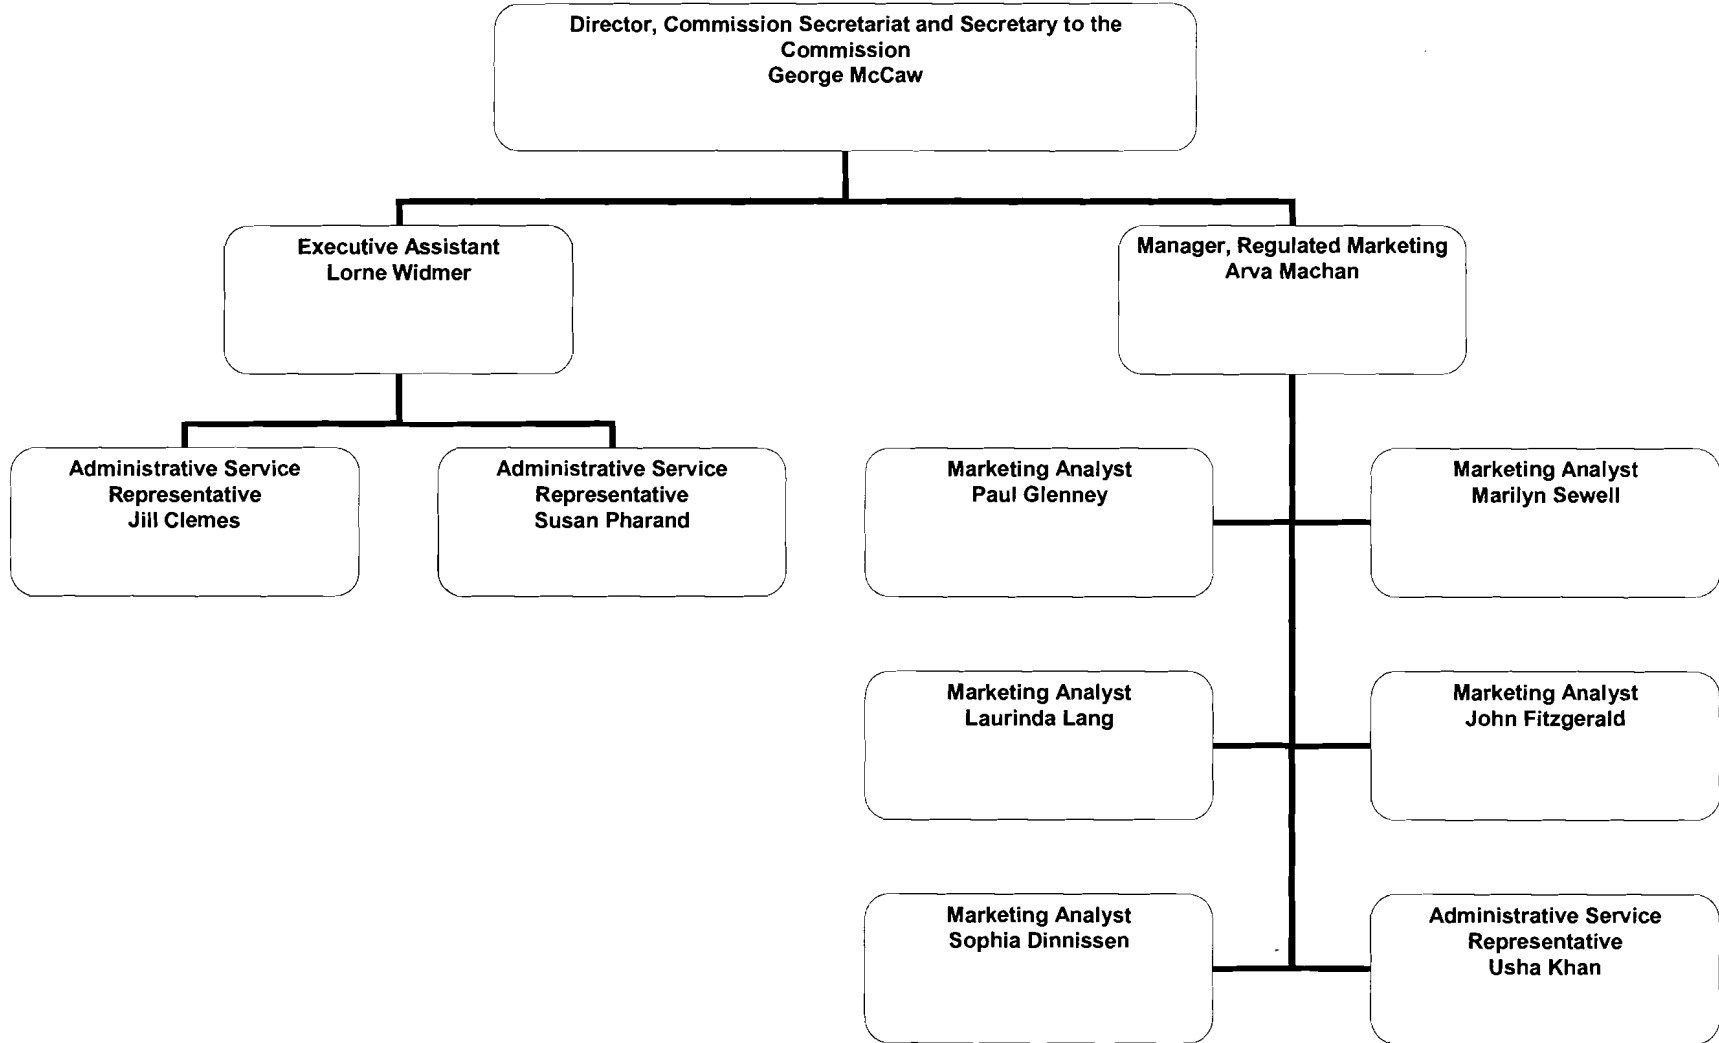 Director, Commission Secretariat and Secretary to the
Commission
George McCaw
Executive Assistant
Lorne Widmer
Manager, Regulated Marketing
Arva Machan
Administrative Service
Representative
Jill Clemes
Administrative Service
Representative
Susan Pharand
Marketing Analyst
Paul Glenney
Marketing Analyst
Marilyn Sewell
Marketing Analyst
Laurinda Lang
Marketing Analyst
John Fitzgerald
Marketing Analyst
Sophia Dinnissen
Administrative Service
Representative
Usha Khan